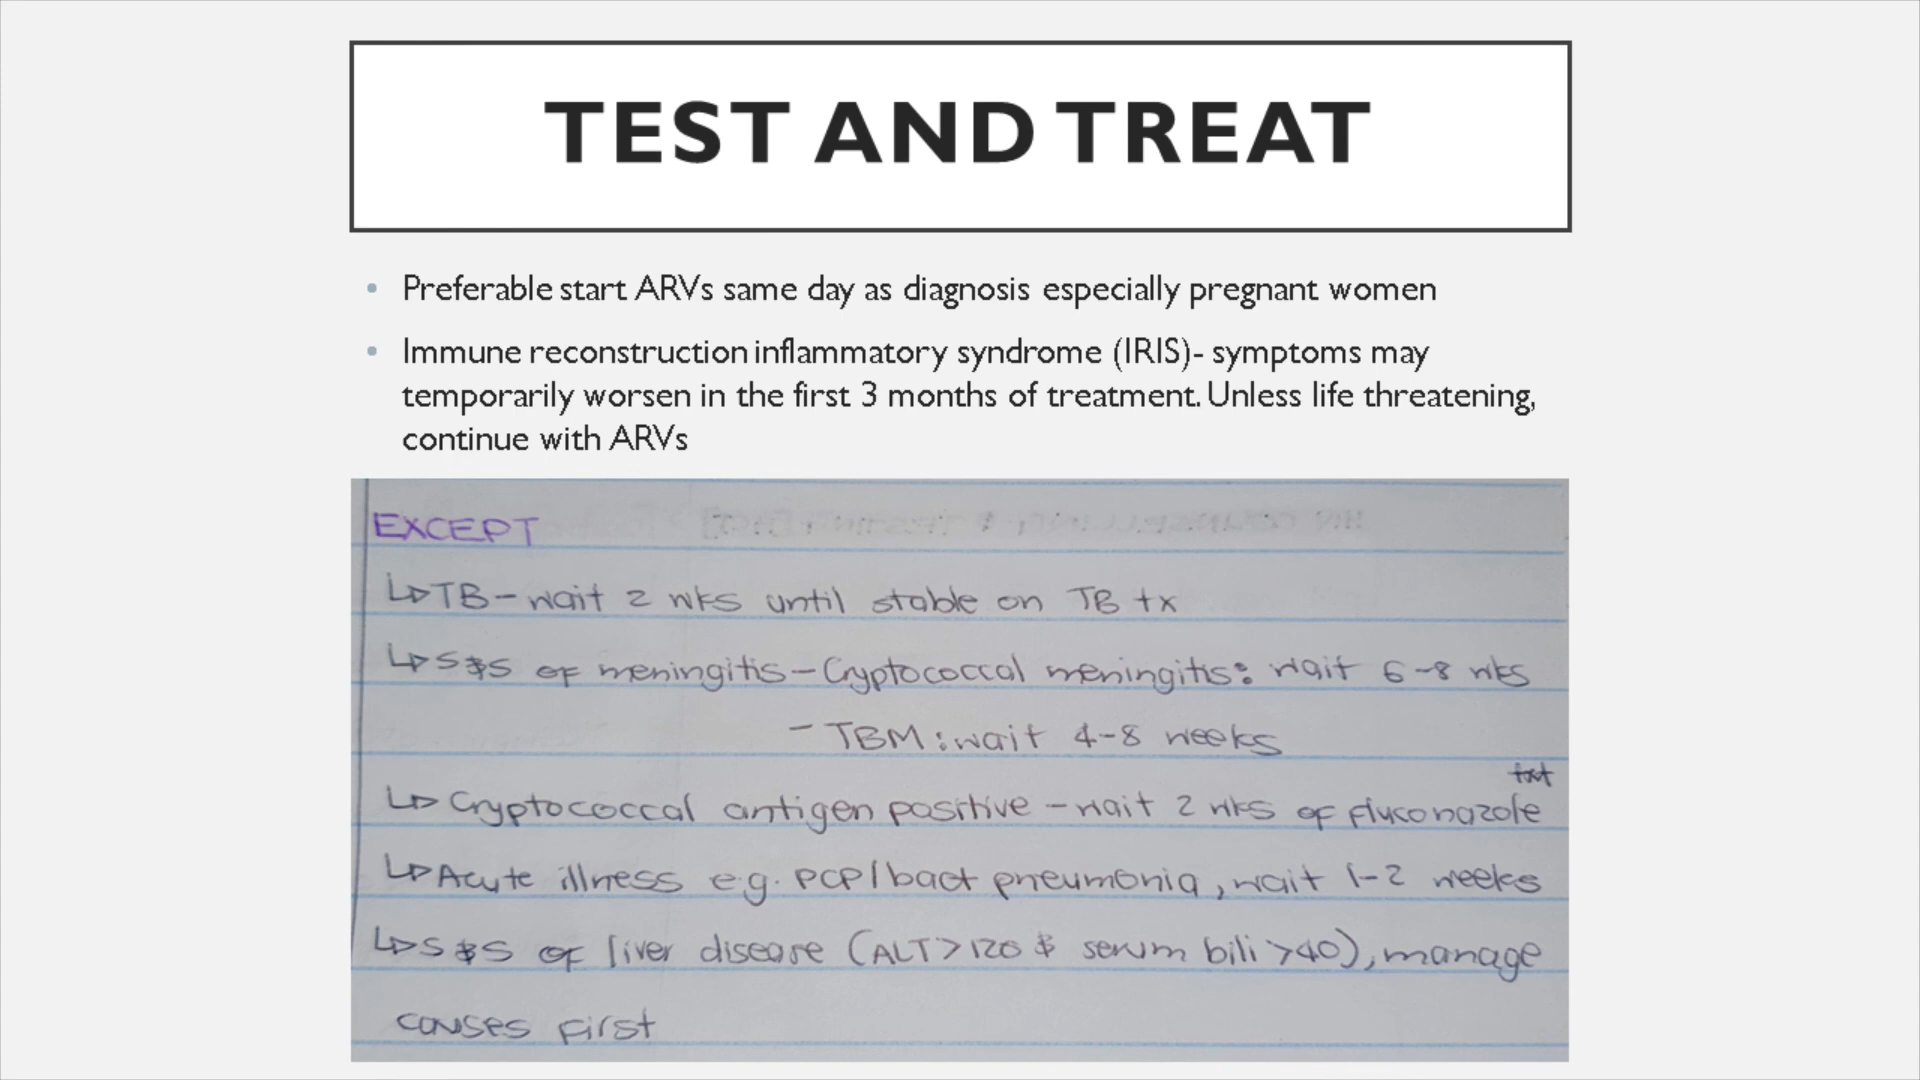 TEST AND TREAT
• Preferable start ARVs same day as diagnosis especially pregnant women
• Immune reconstruction inflammatory syndrome (IRIS)- symptoms may
temporarily worsen in the first 3 months of treatment. Unless life threatening,
continue with ARVs
EXCEPT
↳ TB - wait 2 wks until stable on TB tx
↳ S&S of meningitis - Cryptococcal meningitis: wait 6-8 wks
- TBM: wait 4-8 weeks
txt
↳ Cryptococcal antigen positive - wait 2 wks of fluconazole
↳ Acute illness e.g. PCP/bact pneumonia, wait 1-2 weeks
↳ S&S of liver disease (ALT>120 & serum bili >40), manage
causes first